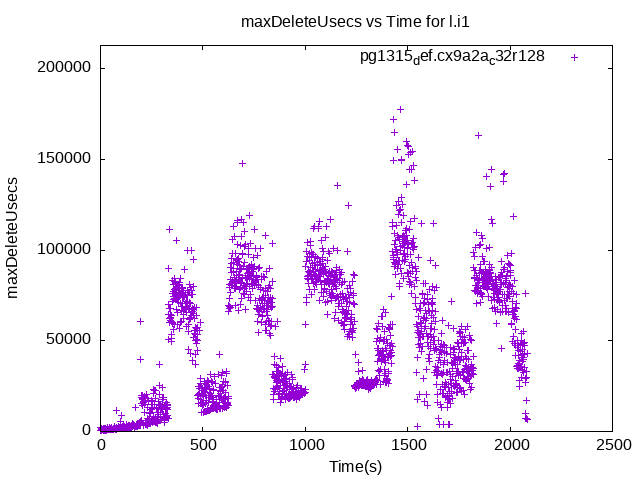 maxDeleteUsecs vs Time for l.i1
pg1315_def.cx9a2a_c32r128
200000
150000
100000
50000
0
maxDeleteUsecs
0 500 1000 1500 2000 2500
Time(s)